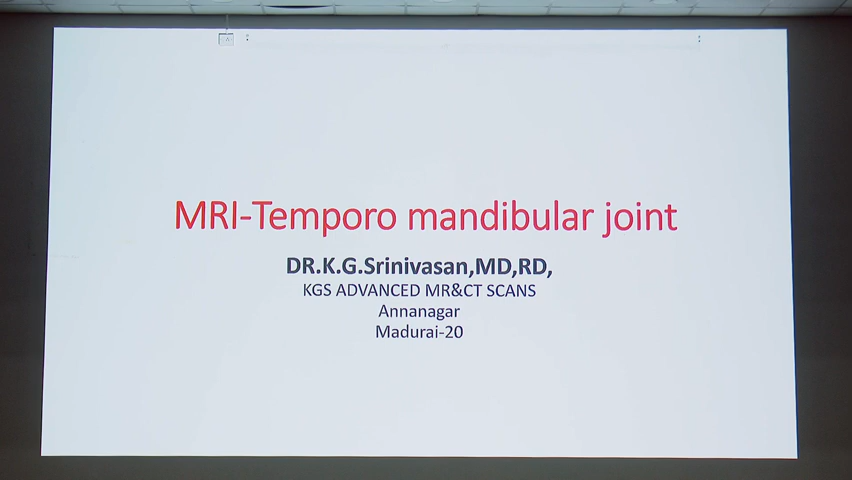 MRI-Temporo mandibular joint
DR.K.G.Srinivasan,MD,RD,
KGS ADVANCED MR&CT SCANS
Annanagar
Madurai-20